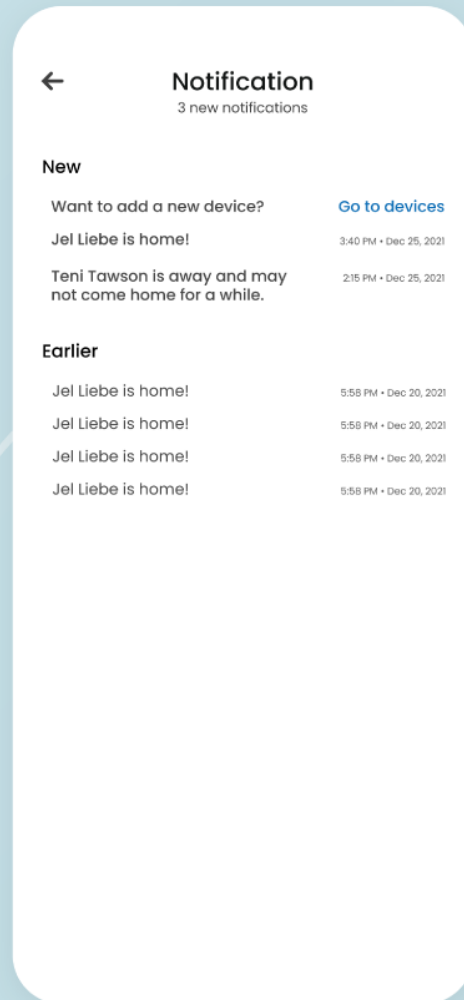 Notification
3 new notifications
New
Want to add a new device? Go to devices
Jel Liebe is home! 3:40 PM • Dec 25, 2021
Teni Tawson is away and may 2:15 PM • Dec 25, 2021
not come home for a while.
Earlier
Jel Liebe is home! 5:58 PM • Dec 20, 2021
Jel Liebe is home! 5:58 PM • Dec 20, 2021
Jel Liebe is home! 5:58 PM • Dec 20, 2021
Jel Liebe is home! 5:58 PM • Dec 20, 2021